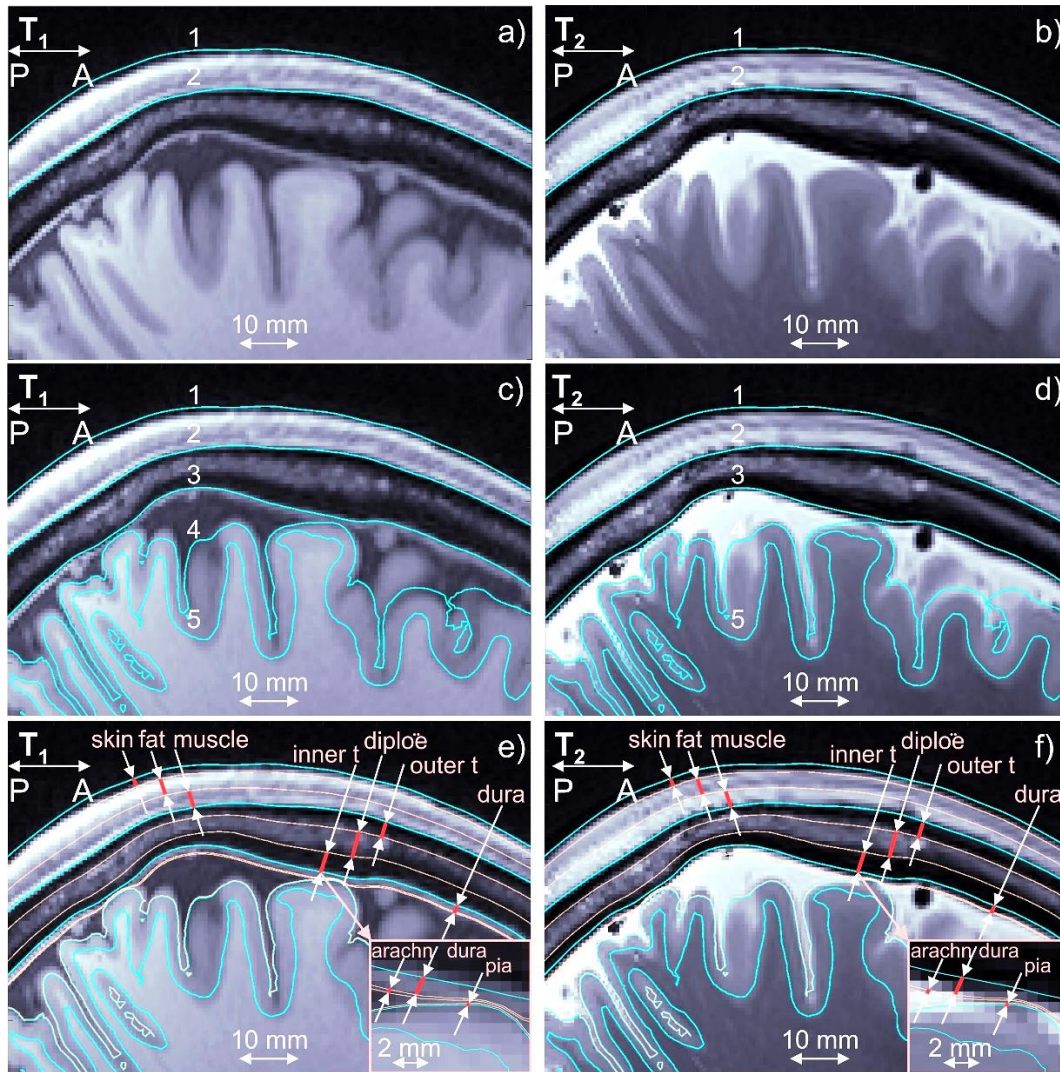 T1 a)
1
P A 2
10 mm
T2 b)
1
P A 2
10 mm
T1 c)
1
P A 2
3
4
5
10 mm
T2 d)
1
P A 2
3
4
5
10 mm
T1 e)
skin fat muscle
inner t diploë outer t
P A dura
arachn dura
pia
10 mm
2 mm
T2 f)
skin fat muscle
inner t diploë outer t
P A dura
arachn dura
pia
10 mm
2 mm